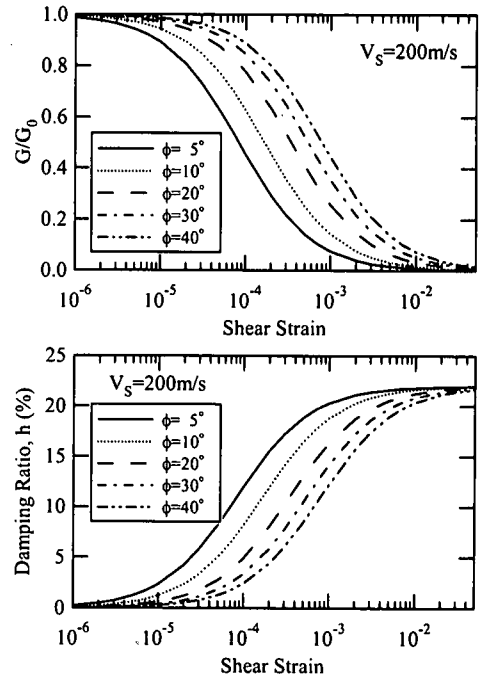 1.0
0.8
0.6
0.4
0.2
0.0
G/G₀
V_S=200m/s
ϕ= 5°
ϕ=10°
ϕ=20°
ϕ=30°
ϕ=40°
10⁻⁶ 10⁻⁵ 10⁻⁴ 10⁻³ 10⁻²
Shear Strain
25
20
15
10
5
0
Damping Ratio, h (%)
V_S=200m/s
ϕ= 5°
ϕ=10°
ϕ=20°
ϕ=30°
ϕ=40°
10⁻⁶ 10⁻⁵ 10⁻⁴ 10⁻³ 10⁻²
Shear Strain